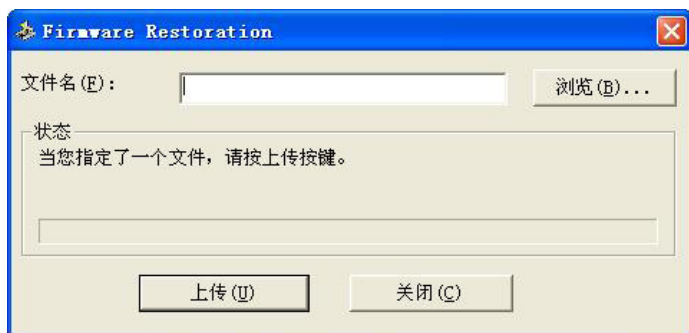 Firmware Restoration
文件名(F): 浏览(B)...
状态
当您指定了一个文件，请按上传按键。
上传(U) 关闭(C)